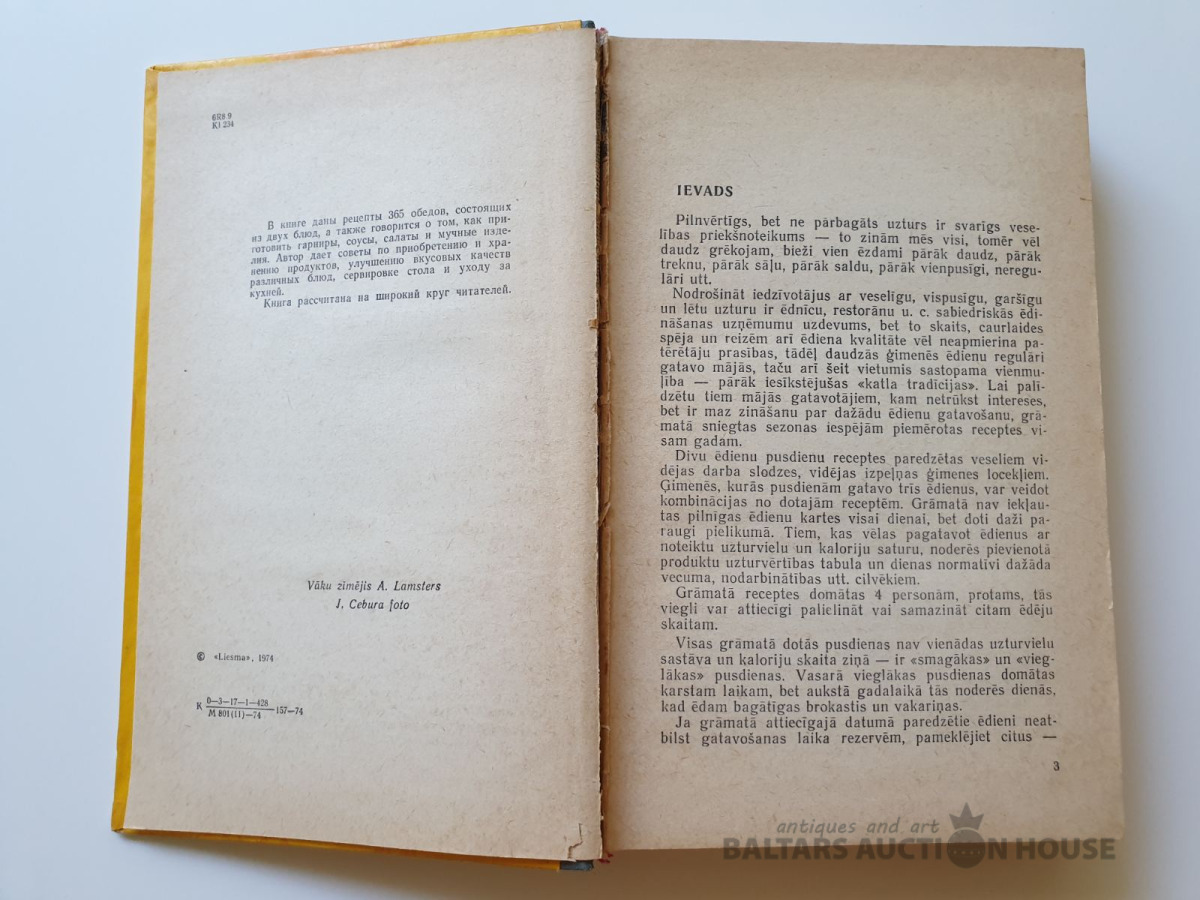 6R8 9
Kl 234
В книге даны рецепты 365 обедов, состоящих
из двух блюд, а также говорится о том, как при-
готовить гарниры, соусы, салаты и мучные изде-
лия. Автор дает советы по приобретению и хра-
нению продуктов, улучшению вкусовых качеств
различных блюд, сервировке стола и уходу за
кухней.
Книга рассчитана на широкий круг читателей.
Vāku zīmējis A. Lamsters
J. Cebura foto
© «Liesma», 1974
K 0—3—17—1—428
M 801(11)—74 157—74
IEVADS
Pilnvērtīgs, bet ne pārbagāts uzturs ir svarīgs vese-
lības priekšnoteikums — to zinām mēs visi, tomēr vēl
daudz grēkojam, bieži vien ēzdami pārāk daudz, pārāk
treknu, pārāk sāļu, pārāk saldu, pārāk vienpusīgi, neregu-
lāri utt.
Nodrošināt iedzīvotājus ar veselīgu, vispusīgu, garšīgu
un lētu uzturu ir ēdnīcu, restorānu u. c. sabiedriskās ēdi-
nāšanas uzņēmumu uzdevums, bet to skaits, caurlaides
spēja un reizēm arī ēdiena kvalitāte vēl neapmierina pa-
tērētāju prasības, tādēļ daudzās ģimenēs ēdienu regulāri
gatavo mājās, taču arī šeit vietumis sastopama vienmu-
ļība — pārāk iesīkstējušas «katla tradīcijas». Lai palī-
dzētu tiem mājās gatavotājiem, kam netrūkst intereses,
bet ir maz zināšanu par dažādu ēdienu gatavošanu, grā-
matā sniegtas sezonas iespējām piemērotas receptes vi-
sam gadam.
Divu ēdienu pusdienu receptes paredzētas veseliem vi-
dējas darba slodzes, vidējas izpeļņas ģimenes locekļiem.
Ģimenēs, kurās pusdienām gatavo trīs ēdienus, var veidot
kombinācijas no dotajām receptēm. Grāmatā nav iekļau-
tas pilnīgas ēdienu kartes visai dienai, bet doti daži pa-
raugi pielikumā. Tiem, kas vēlas pagatavot ēdienus ar
noteiktu uzturvielu un kaloriju saturu, noderēs pievienotā
produktu uzturvērtības tabula un dienas normatīvi dažāda
vecuma, nodarbinātības utt. cilvēkiem.
Grāmatā receptes domātas 4 personām, protams, tās
viegli var attiecīgi palielināt vai samazināt citam ēdēju
skaitam.
Visas grāmatā dotās pusdienas nav vienādas uzturvielu
sastāva un kaloriju skaita ziņā — ir «smagākas» un «vieg-
lākas» pusdienas. Vasarā vieglākas pusdienas domātas
karstam laikam, bet aukstā gadalaikā tās noderēs dienās,
kad ēdam bagātīgas brokastis un vakariņas.
Ja grāmatā attiecīgajā datumā paredzētie ēdieni neat-
bilst gatavošanas laika rezervēm, pameklējiet citus —
3
antiques and art
BALTARS AUCTION HOUSE